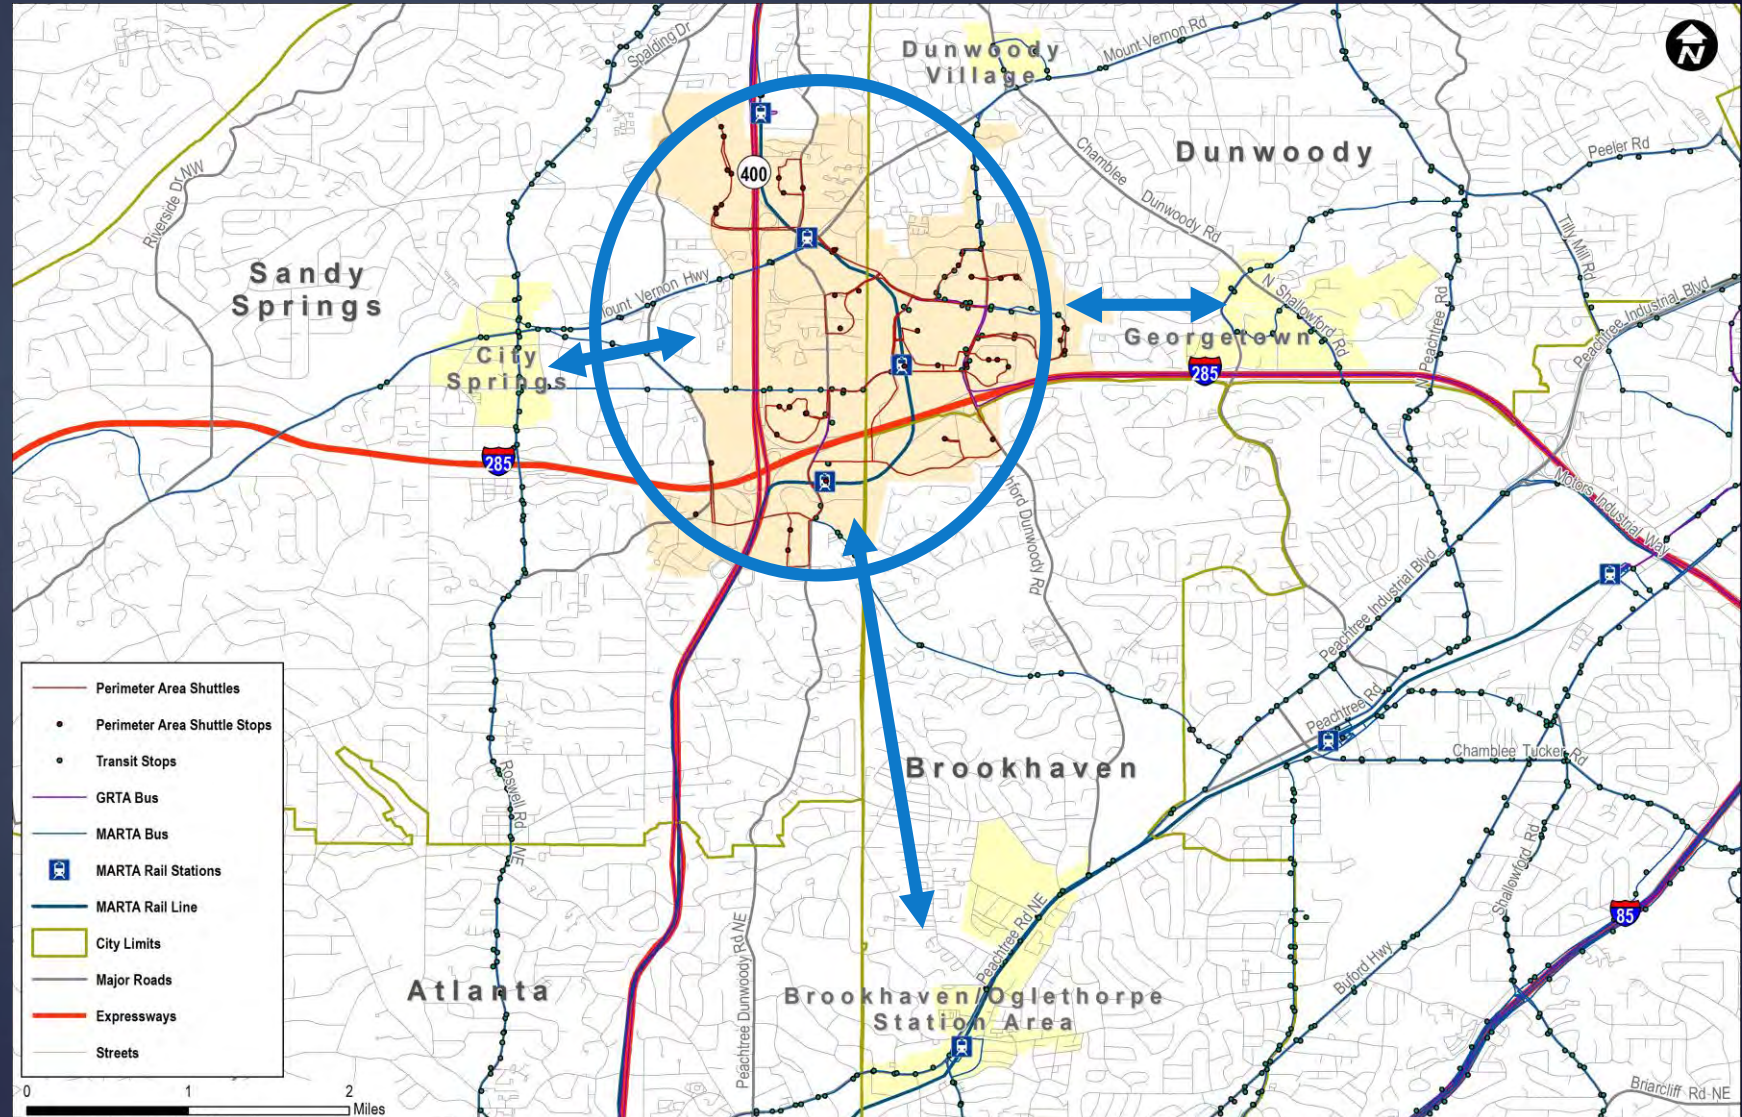 Spalding Dr
Dunwoody
Village
Mount Vernon Rd
N
Dunwoody
Peeler Rd
400
Chamblee
Dunwoody Rd
Riverside Dr NW
Tilly Mill Rd
Sandy
Springs
Mount Vernon Hwy
N Shallowford Rd
Georgetown
N Peachtree Rd
Peachtree Industrial Blvd
City
Springs
285
285
Motors Industrial Way
Ashford Dunwoody Rd
Peachtree Industrial Blvd
Perimeter Area Shuttles
Perimeter Area Shuttle Stops
Transit Stops
GRTA Bus
MARTA Bus
MARTA Rail Stations
MARTA Rail Line
City Limits
Major Roads
Expressways
Streets
Peachtree Rd
Brookhaven
Chamblee Tucker Rd
Roswell Rd NE
Shallowford Rd
85
Peachtree Rd NE
Peachtree Dunwoody Rd NE
Buford Hwy
Atlanta
Brookhaven/Oglethorpe
Station Area
Briarcliff Rd NE
0 1 2
Miles